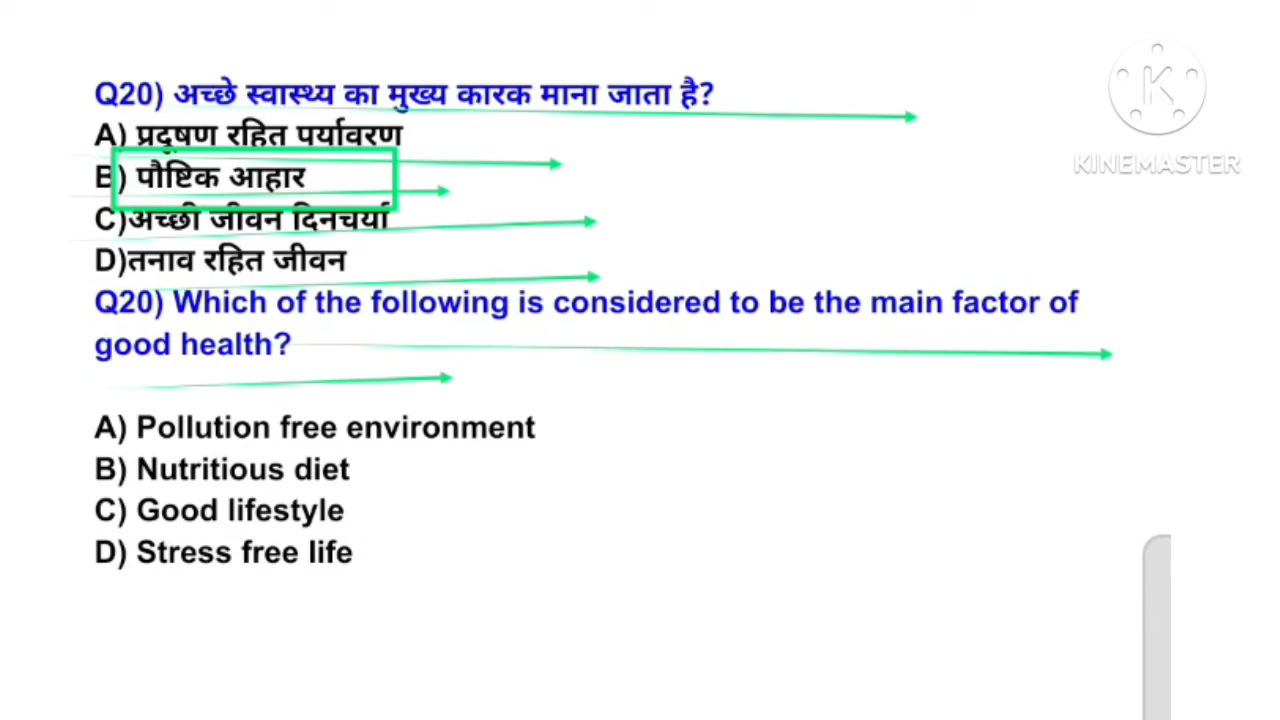 Q20) अच्छे स्वास्थ्य का मुख्य कारक माना जाता है?
A) प्रदूषण रहित पर्यावरण
B) पौष्टिक आहार
C)अच्छी जीवन दिनचर्या
D)तनाव रहित जीवन
Q20) Which of the following is considered to be the main factor of
good health?
A) Pollution free environment
B) Nutritious diet
C) Good lifestyle
D) Stress free life
K
KINEMASTER